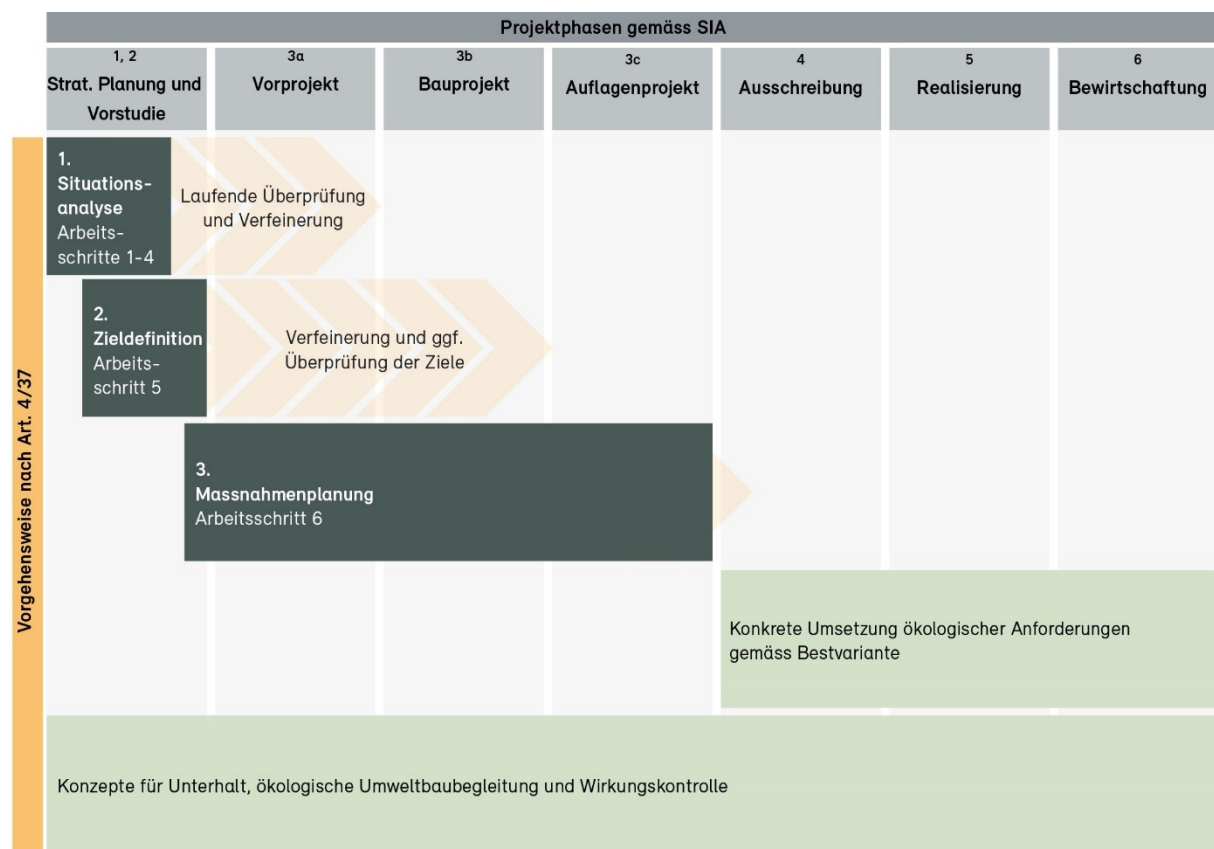 Projektphasen gemäss SIA
1, 2
Strat. Planung und
Vorstudie
3a
Vorprojekt
3b
Bauprojekt
3c
Auflagenprojekt
4
Ausschreibung
5
Realisierung
6
Bewirtschaftung
Vorgehensweise nach Art. 4/37
1.
Situations-
analyse
Arbeits-
schritte 1-4
Laufende Überprüfung
und Verfeinerung
2.
Zieldefinition
Arbeits-
schritt 5
Verfeinerung und ggf.
Überprüfung der Ziele
3.
Massnahmenplanung
Arbeitsschritt 6
Konkrete Umsetzung ökologischer Anforderungen
gemäss Bestvariante
Konzepte für Unterhalt, ökologische Umweltbaubegleitung und Wirkungskontrolle